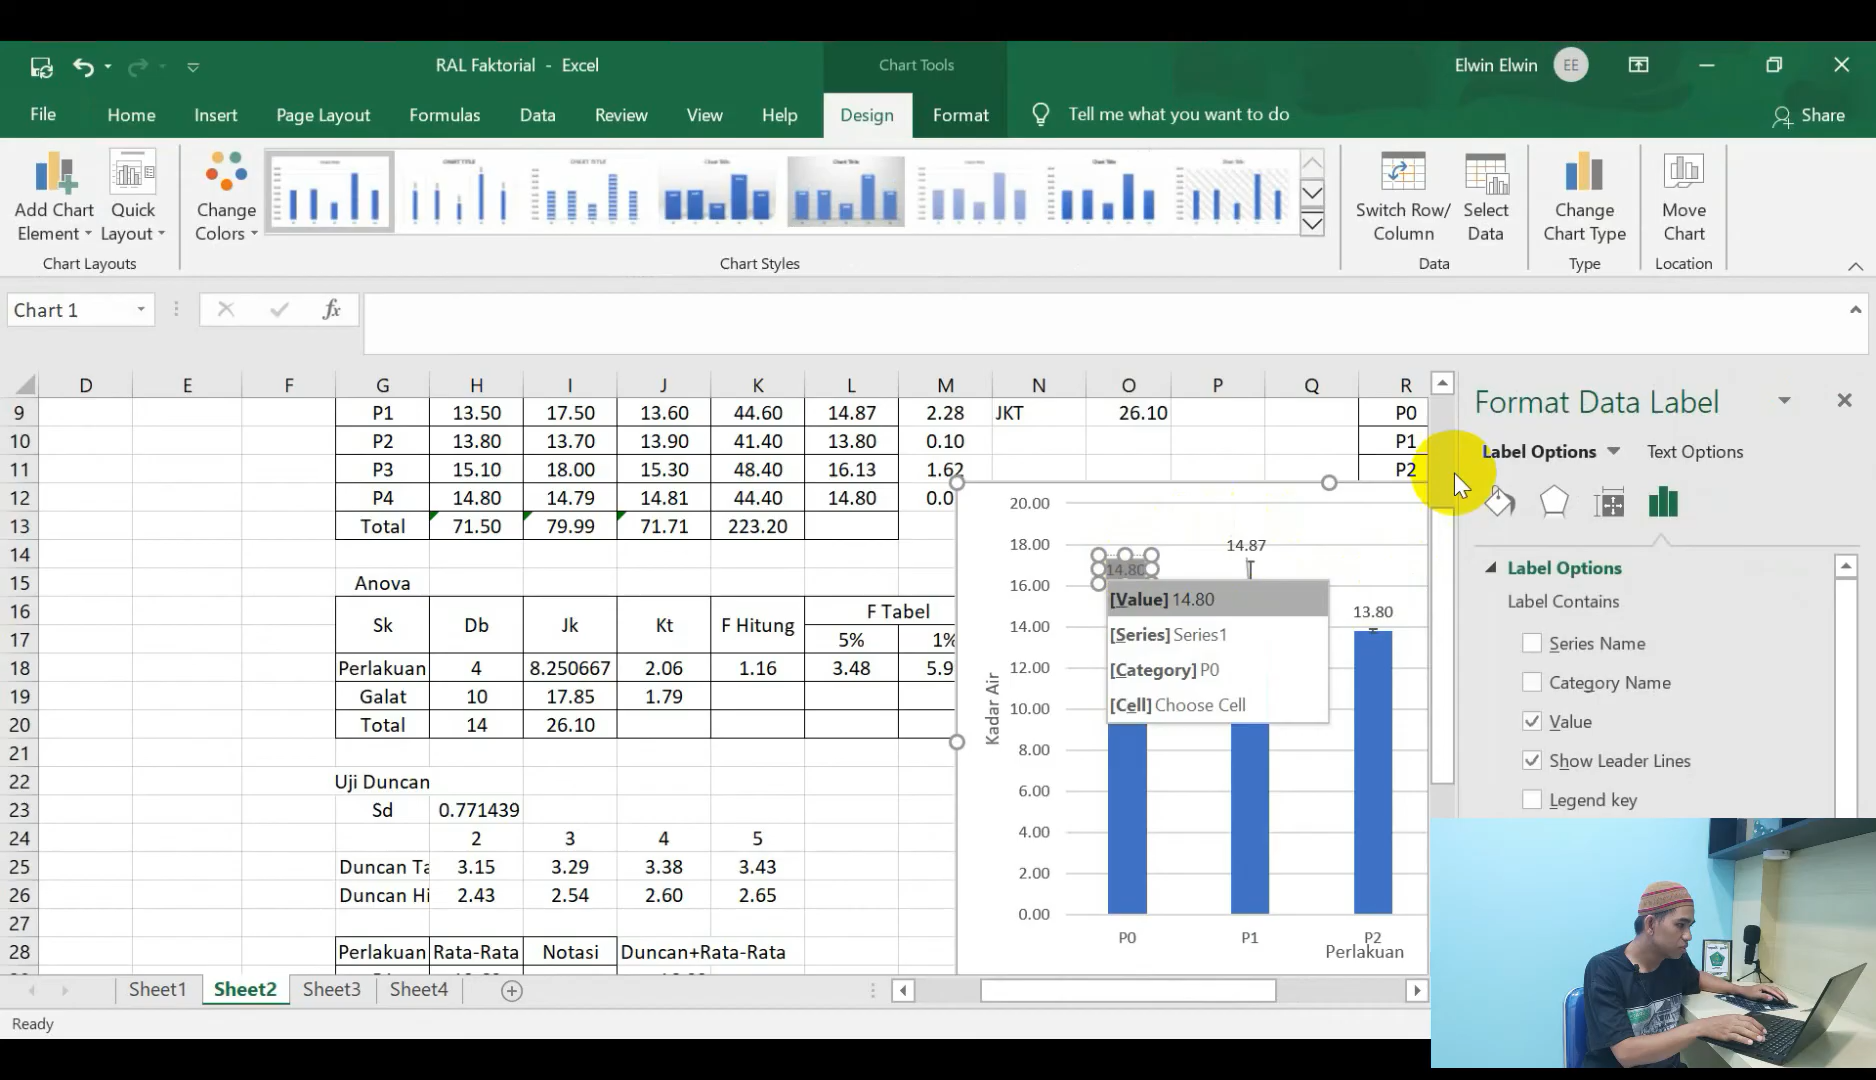 RAL Faktorial - Excel
Chart Tools
Elwin Elwin EE
File Home Insert Page Layout Formulas Data Review View Help Design Format Tell me what you want to do Share
Add Chart Element
Quick Layout
Change Colors
Switch Row/ Column
Select Data
Change Chart Type
Move Chart
Chart Layouts Chart Styles Data Type Location
Chart 1 fx
D E F G H I J K L M N O P Q R
9 P1 13.50 17.50 13.60 44.60 14.87 2.28 JKT 26.10 P0
10 P2 13.80 13.70 13.90 41.40 13.80 0.10 P1
11 P3 15.10 18.00 15.30 48.40 16.13 1.62 P2
12 P4 14.80 14.79 14.81 44.40 14.80 0.0
13 Total 71.50 79.99 71.71 223.20
14
15 Anova
16 Sk Db Jk Kt F Hitung F Tabel
17 5% 1%
18 Perlakuan 4 8.250667 2.06 1.16 3.48 5.9
19 Galat 10 17.85 1.79
20 Total 14 26.10
21
22 Uji Duncan
23 Sd 0.771439
24 2 3 4 5
25 Duncan Ta 3.15 3.29 3.38 3.43
26 Duncan Hi 2.43 2.54 2.60 2.65
27
28 Perlakuan Rata-Rata Notasi Duncan+Rata-Rata
20.00
18.00
16.00
14.00
12.00
10.00
8.00
6.00
4.00
2.00
0.00
Kadar Air
14.80
14.87
13.80
[Value] 14.80
[Series] Series1
[Category] P0
[Cell] Choose Cell
P0 P1 P2
Perlakuan
Format Data Label
Label Options Text Options
Label Options
Label Contains
Series Name
Category Name
Value
Show Leader Lines
Legend key
Sheet1 Sheet2 Sheet3 Sheet4
Ready